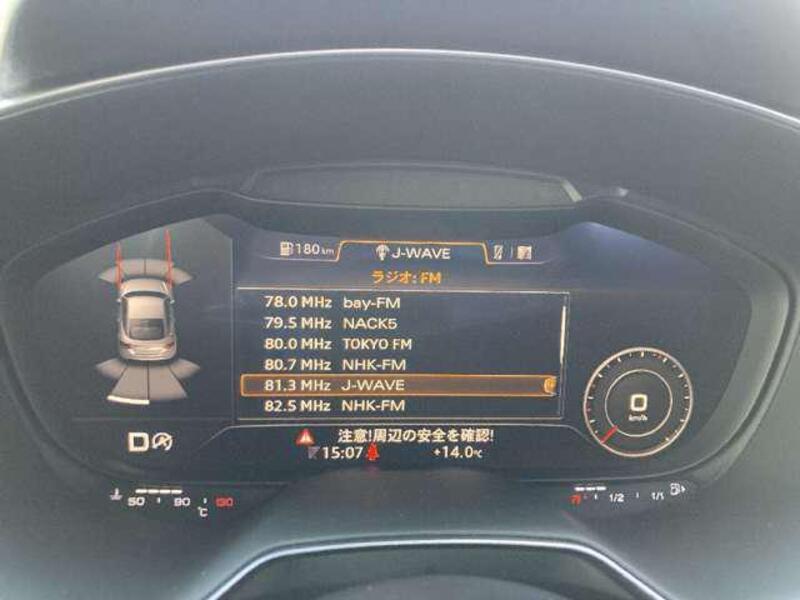 180 km
J-WAVE
ラジオ: FM
78.0 MHz bay-FM
79.5 MHz NACK5
80.0 MHz TOKYO FM
80.7 MHz NHK-FM
81.3 MHz J-WAVE
82.5 MHz NHK-FM
0
km/h
D
注意!周辺の安全を確認!
15:07 +14.0°C
50 90 130
°C
1/2 1/1